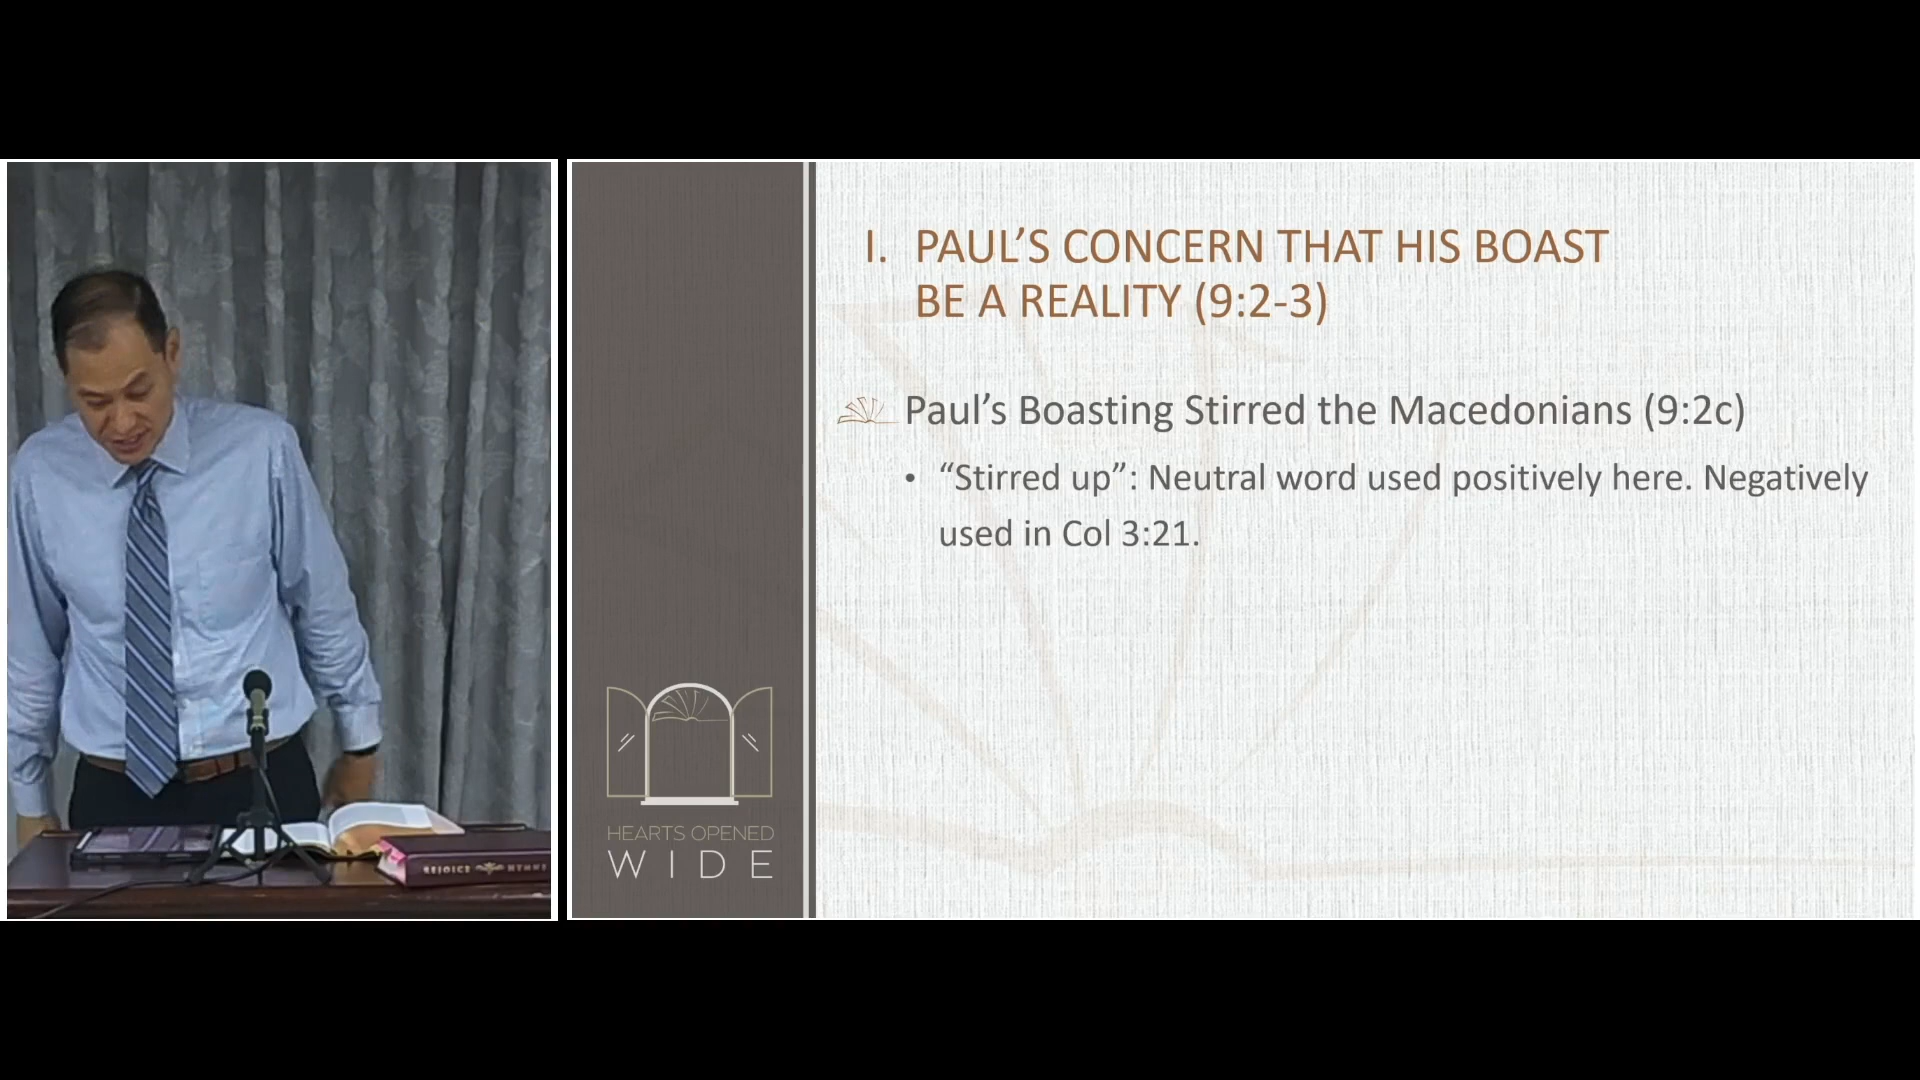 I. PAUL’S CONCERN THAT HIS BOAST
BE A REALITY (9:2-3)
Paul’s Boasting Stirred the Macedonians (9:2c)
• “Stirred up”: Neutral word used positively here. Negatively
used in Col 3:21.
HEARTS OPENED
WIDE
REJOICE HYMNS